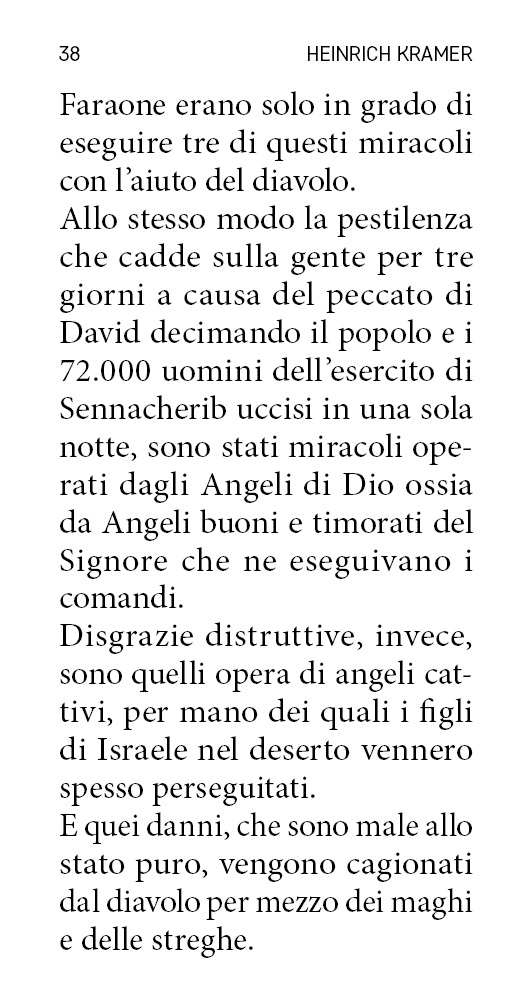 38 HEINRICH KRAMER
Faraone erano solo in grado di
eseguire tre di questi miracoli
con l’aiuto del diavolo.
Allo stesso modo la pestilenza
che cadde sulla gente per tre
giorni a causa del peccato di
David decimando il popolo e i
72.000 uomini dell’esercito di
Sennacherib uccisi in una sola
notte, sono stati miracoli ope-
rati dagli Angeli di Dio ossia
da Angeli buoni e timorati del
Signore che ne eseguivano i
comandi.
Disgrazie distruttive, invece,
sono quelli opera di angeli cat-
tivi, per mano dei quali i figli
di Israele nel deserto vennero
spesso perseguitati.
E quei danni, che sono male allo
stato puro, vengono cagionati
dal diavolo per mezzo dei maghi
e delle streghe.